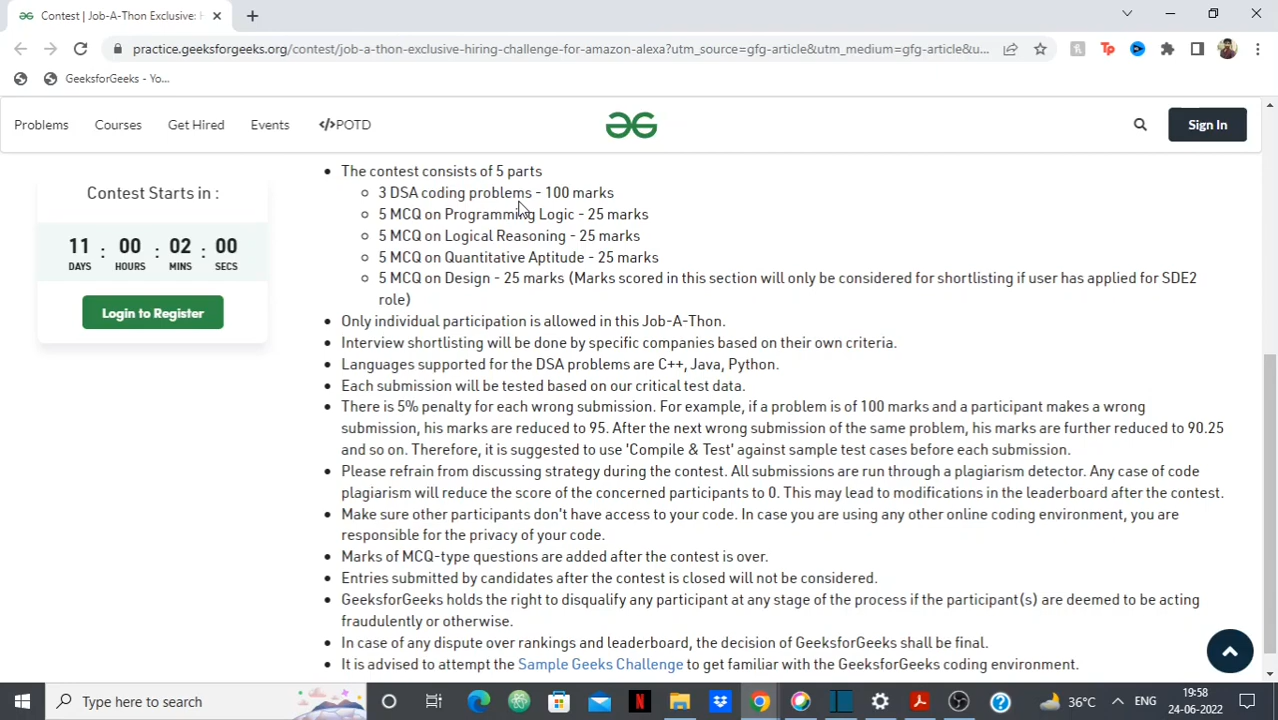 Contest | Job-A-Thon Exclusive: H
practice.geeksforgeeks.org/contest/job-a-thon-exclusive-hiring-challenge-for-amazon-alexa?utm_source=gfg-article&utm_medium=gfg-article&u...
GeeksforGeeks - Yo...
Problems Courses Get Hired Events </>POTD Sign In
Contest Starts in :
11 : 00 : 02 : 00
DAYS HOURS MINS SECS
Login to Register
The contest consists of 5 parts
3 DSA coding problems - 100 marks
5 MCQ on Programming Logic - 25 marks
5 MCQ on Logical Reasoning - 25 marks
5 MCQ on Quantitative Aptitude - 25 marks
5 MCQ on Design - 25 marks (Marks scored in this section will only be considered for shortlisting if user has applied for SDE2
role)
Only individual participation is allowed in this Job-A-Thon.
Interview shortlisting will be done by specific companies based on their own criteria.
Languages supported for the DSA problems are C++, Java, Python.
Each submission will be tested based on our critical test data.
There is 5% penalty for each wrong submission. For example, if a problem is of 100 marks and a participant makes a wrong
submission, his marks are reduced to 95. After the next wrong submission of the same problem, his marks are further reduced to 90.25
and so on. Therefore, it is suggested to use 'Compile & Test' against sample test cases before each submission.
Please refrain from discussing strategy during the contest. All submissions are run through a plagiarism detector. Any case of code
plagiarism will reduce the score of the concerned participants to 0. This may lead to modifications in the leaderboard after the contest.
Make sure other participants don't have access to your code. In case you are using any other online coding environment, you are
responsible for the privacy of your code.
Marks of MCQ-type questions are added after the contest is over.
Entries submitted by candidates after the contest is closed will not be considered.
GeeksforGeeks holds the right to disqualify any participant at any stage of the process if the participant(s) are deemed to be acting
fraudulently or otherwise.
In case of any dispute over rankings and leaderboard, the decision of GeeksforGeeks shall be final.
It is advised to attempt the Sample Geeks Challenge to get familiar with the GeeksforGeeks coding environment.
Type here to search
36°C ENG 19:58
24-06-2022